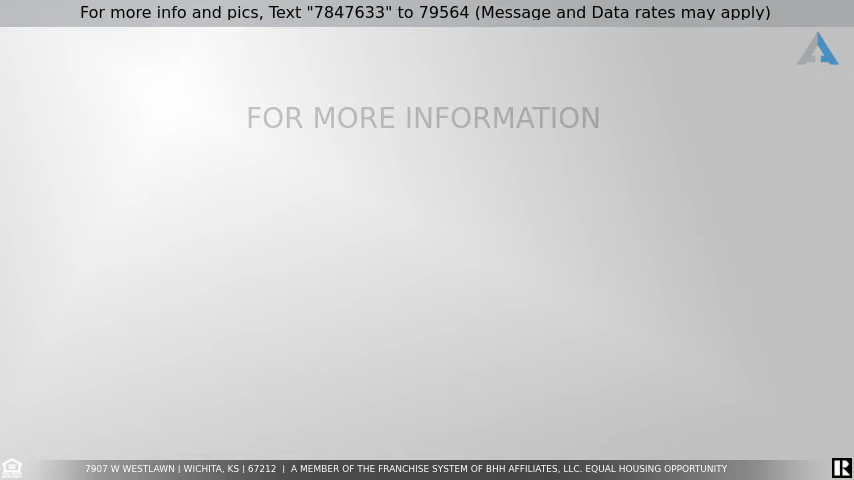 For more info and pics, Text "7847633" to 79564 (Message and Data rates may apply)
FOR MORE INFORMATION
7907 W WESTLAWN | WICHITA, KS | 67212 | A MEMBER OF THE FRANCHISE SYSTEM OF BHH AFFILIATES, LLC. EQUAL HOUSING OPPORTUNITY